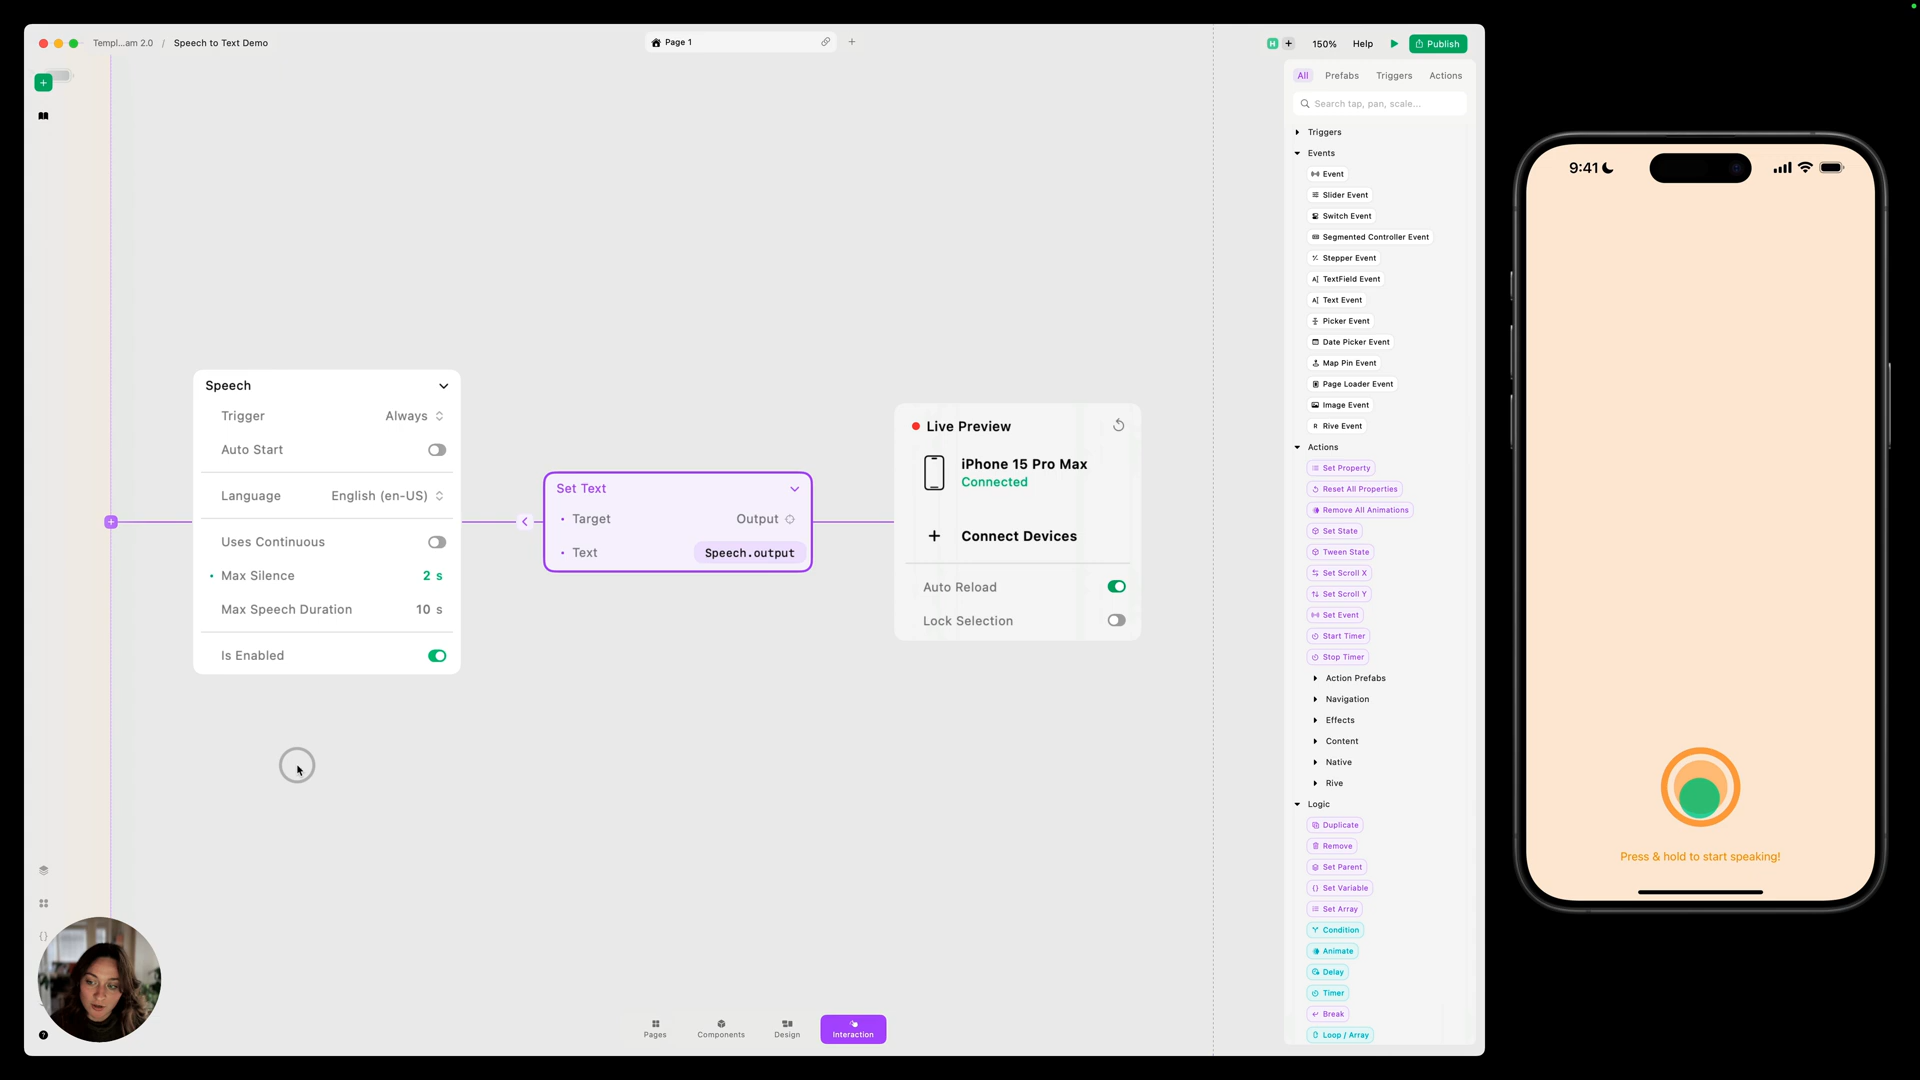 Templ...am 2.0 / Speech to Text Demo
Page 1
H
150%
Help
Publish
Speech
Trigger Always
Auto Start
Language English (en-US)
Uses Continuous
Max Silence 2 s
Max Speech Duration 10 s
Is Enabled
Set Text
Target Output
Text Speech.output
Live Preview
iPhone 15 Pro Max
Connected
Connect Devices
Auto Reload
Lock Selection
Pages
Components
Design
Interaction
All Prefabs Triggers Actions
Search tap, pan, scale...
Triggers
Events
Event
Slider Event
Switch Event
Segmented Controller Event
Stepper Event
TextField Event
Text Event
Picker Event
Date Picker Event
Map Pin Event
Page Loader Event
Image Event
Rive Event
Actions
Set Property
Reset All Properties
Remove All Animations
Set State
Tween State
Set Scroll X
Set Scroll Y
Set Event
Start Timer
Stop Timer
Action Prefabs
Navigation
Effects
Content
Native
Rive
Logic
Duplicate
Remove
Set Parent
Set Variable
Set Array
Condition
Animate
Delay
Timer
Break
Loop / Array
9:41
Press & hold to start speaking!